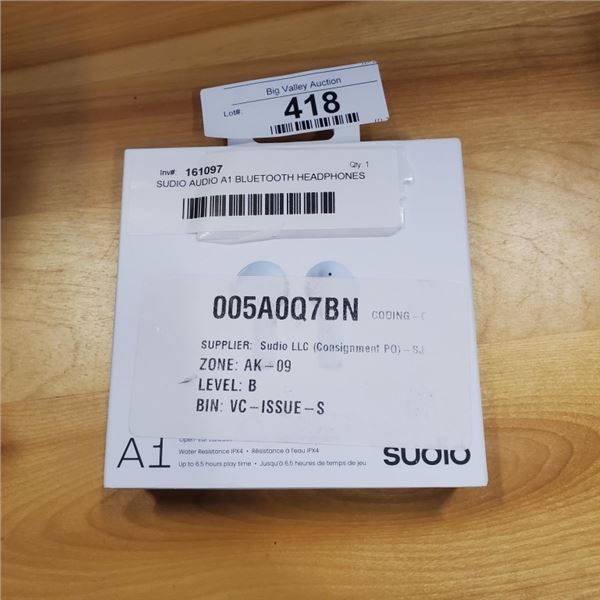 Big Valley Auction
Lot#: 418
Inv#: 161097 Qty. 1
SUDIO AUDIO A1 BLUETOOTH HEADPHONES
005A0Q7BN CODING-
SUPPLIER: Sudio LLC (Consignment PO)-SJ
ZONE: AK-09
LEVEL: B
BIN: VC-ISSUE-S
A1
Water Resistance IPX4 • Résistance à l'eau IPX4
Up to 6.5 hours play time • Jusqu'à 6.5 heures de temps de jeu
SUDIO